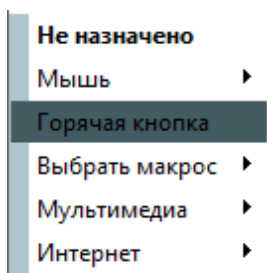 Не назначено
Мышь
Горячая кнопка
Выбрать макрос
Мультимедиа
Интернет